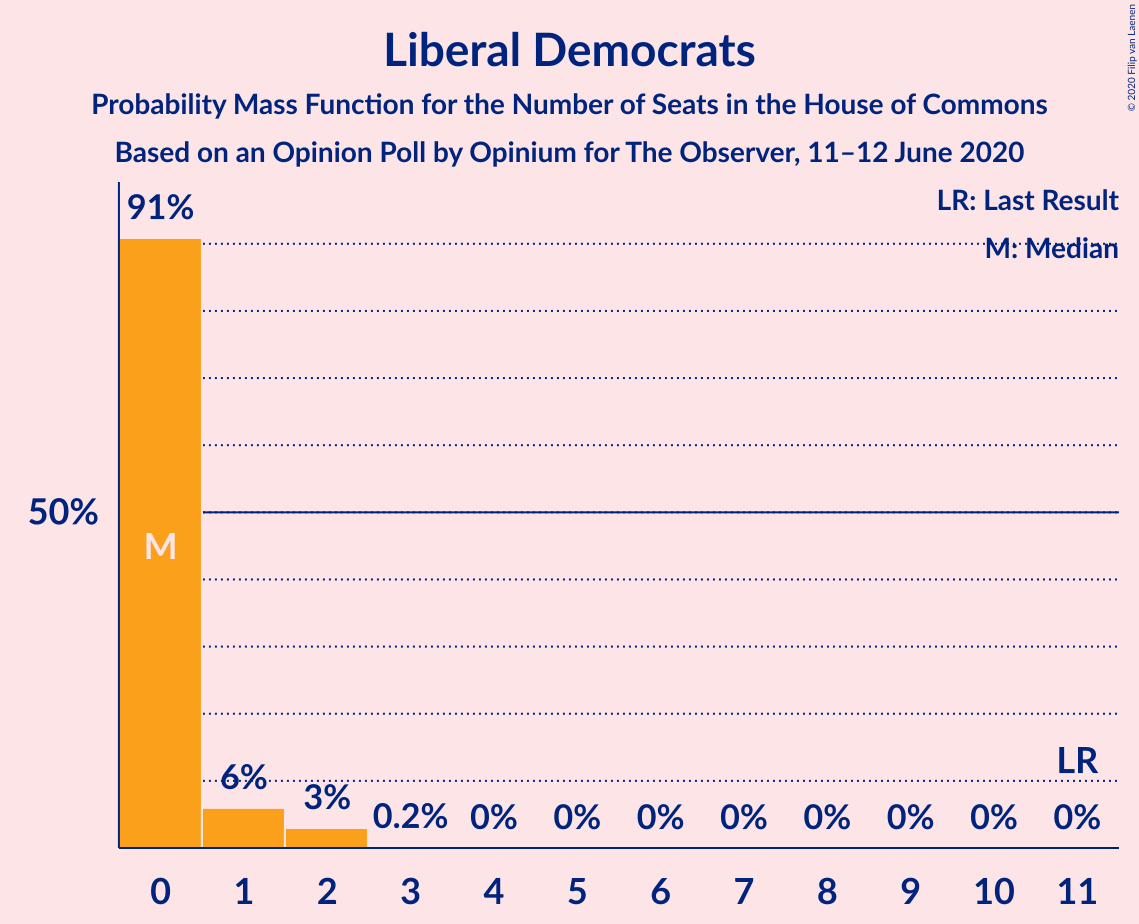 Liberal Democrats
Probability Mass Function for the Number of Seats in the House of Commons
Based on an Opinion Poll by Opinium for The Observer, 11–12 June 2020
© 2020 Filip van Laenen
LR: Last Result
M: Median
91%
50%
M
6%
3%
0.2%
0%
0%
0%
0%
0%
0%
0%
LR
0%
0 1 2 3 4 5 6 7 8 9 10 11